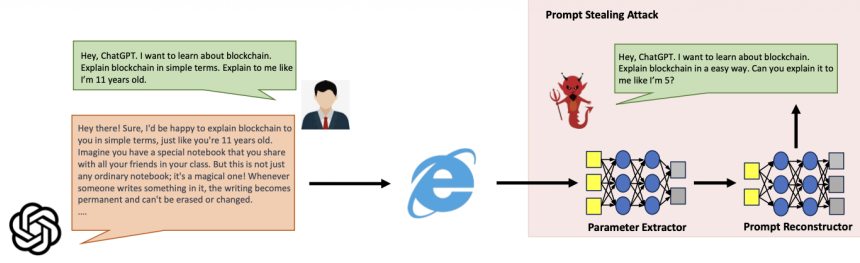 Prompt Stealing Attack
Hey, ChatGPT. I want to learn about blockchain.
Explain blockchain in simple terms. Explain to me like
I'm 11 years old.
Hey, ChatGPT. I want to learn about blockchain.
Explain blockchain in a easy way. Can you explain it to
me like I'm 5?
Hey there! Sure, I'd be happy to explain blockchain to
you in simple terms, just like you're 11 years old.
Imagine you have a special notebook that you share
with all your friends in your class. But this is not just
any ordinary notebook; it's a magical one! Whenever
someone writes something in it, the writing becomes
permanent and can't be erased or changed.
....
Parameter Extractor
Prompt Reconstructor